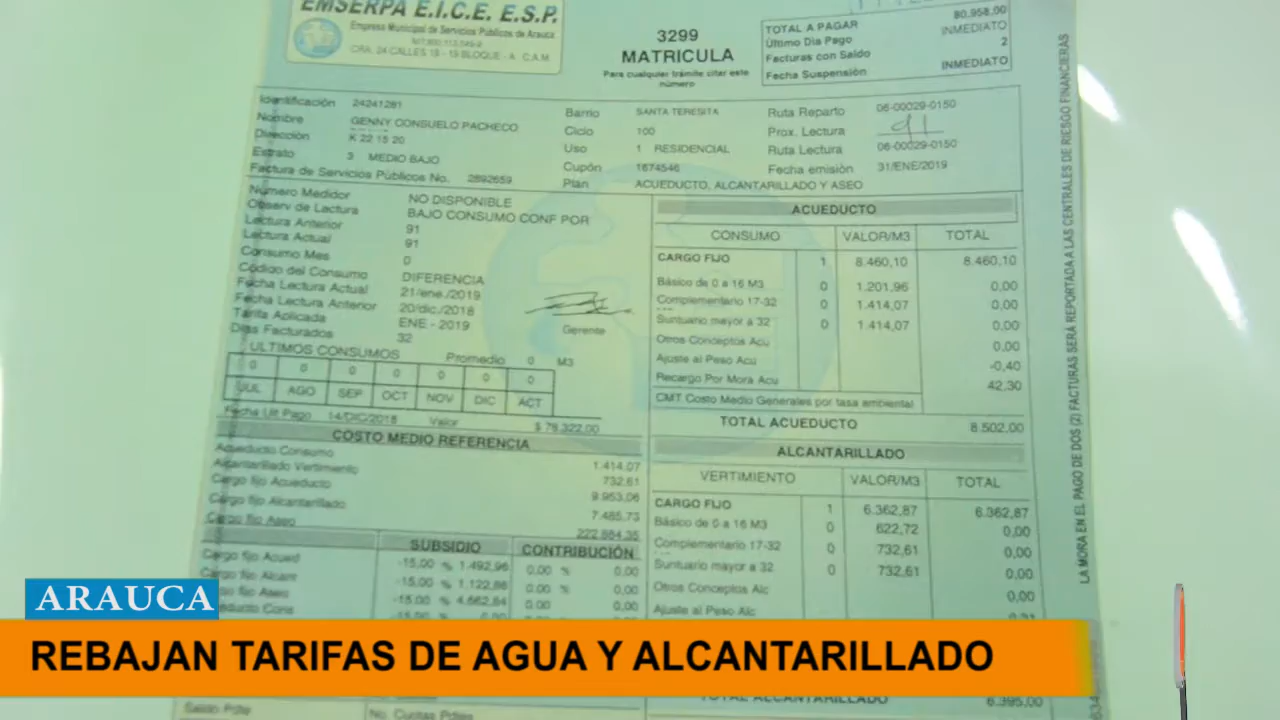 EMSERPA E.I.C.E. E.S.P.
Empresa Municipal de Servicios Públicos de Arauca
CRA. 24 CALLES 18 - 19 BLOQUE - A C.A.M
3299
MATRICULA
Para cualquier trámite citar este
número
TOTAL A PAGAR 80.958.00
Último Dia Pago INMEDIATO
Facturas con Saldo 2
Fecha Suspensión INMEDIATO
Identificación 24241281
Nombre GENNY CONSUELO PACHECO
Dirección K 22 15 20
Estrato 3 MEDIO BAJO
Factura de Servicios Públicos No. 2892659
Barrio SANTA TERESITA
Ciclo 100
Uso 1 RESIDENCIAL
Cupón 1674546
Plan ACUEDUCTO, ALCANTARILLADO Y ASEO
Ruta Reparto 06-00029-0150
Prox. Lectura 91
Ruta Lectura 06-00029-0150
Fecha emisión 31/ENE/2019
Número Medidor NO DISPONIBLE
Observ de Lectura BAJO CONSUMO CONF POR
Lectura Anterior 91
Lectura Actual 91
Consumo Mes 0
Código del Consumo DIFERENCIA
Fecha Lectura Actual 21/ene./2019
Fecha Lectura Anterior 20/dic./2018
Tarifa Aplicada ENE - 2019
Días Facturados 32
Gerente
ULTIMOS CONSUMOS Promedio 0 M3
0 0 0 0 0 0 0
JUL AGO SEP OCT NOV DIC ACT
Fecha Ult Pago 14/DIC/2018 Valor $ 78.322,00
COSTO MEDIO REFERENCIA
Acueducto Consumo 1.414,07
Alcantarillado Vertimento 732,61
Cargo fijo Acueducto 9.953,06
Cargo fijo Alcantarillado 7.485,73
Cargo fijo Aseo 222.884,35
SUBSIDIO CONTRIBUCIÓN
Cargo fijo Acued -15,00 % 1.492,96 0,00 % 0,00
Cargo fijo Alcant -15,00 % 1.122,86 0,00 % 0,00
Cargo fijo Aseo -15,00 % 4.662,84 0,00 0,00
ACUEDUCTO
CONSUMO VALOR/M3 TOTAL
CARGO FIJO 1 8.460,10 8.460,10
Básico de 0 a 16 M3 0 1.201,96 0,00
Complementario 17-32 0 1.414,07 0,00
Suntuario mayor a 32 0 1.414,07 0,00
Otros Conceptos Acu 0,00
Ajuste al Peso Acu -0,40
Recargo Por Mora Acu 42,30
CMT Costo Medio Generales por tasa ambiental
TOTAL ACUEDUCTO 8.502,00
ALCANTARILLADO
VERTIMIENTO VALOR/M3 TOTAL
CARGO FIJO 1 6.362,87 6.362,87
Básico de 0 a 16 M3 0 622,72 0,00
Complementario 17-32 0 732,61 0,00
Suntuario mayor a 32 0 732,61 0,00
Otros Conceptos Alc 0,00
Ajuste al Peso Alc
TOTAL ALCANTARILLADO 6.395,00
No. Cuotas Pdtes
LA MORA EN EL PAGO DE DOS (2) FACTURAS SERÁ REPORTADA A LAS CENTRALES DE RIESGO FINANCIERAS
ARAUCA
REBAJAN TARIFAS DE AGUA Y ALCANTARILLADO